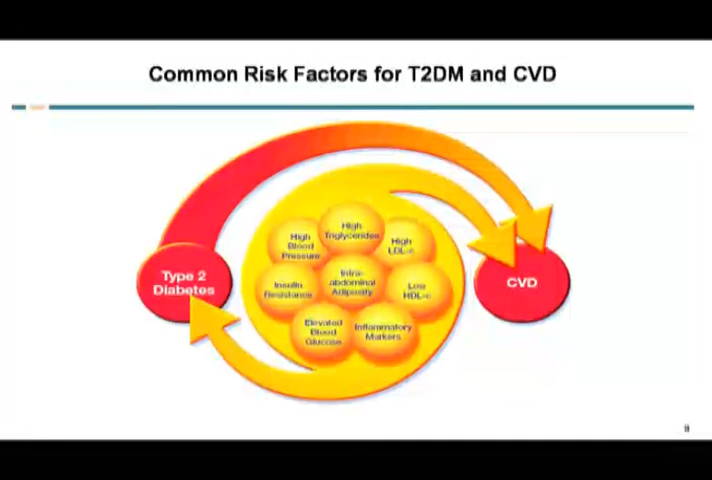 Common Risk Factors for T2DM and CVD
High
Triglycerides
High
Blood
Pressure
High
LDL-c
Type 2
Diabetes
Insulin
Resistance
Intra-
abdominal
Adiposity
Low
HDL-c
CVD
Elevated
Blood
Glucose
Inflammatory
Markers